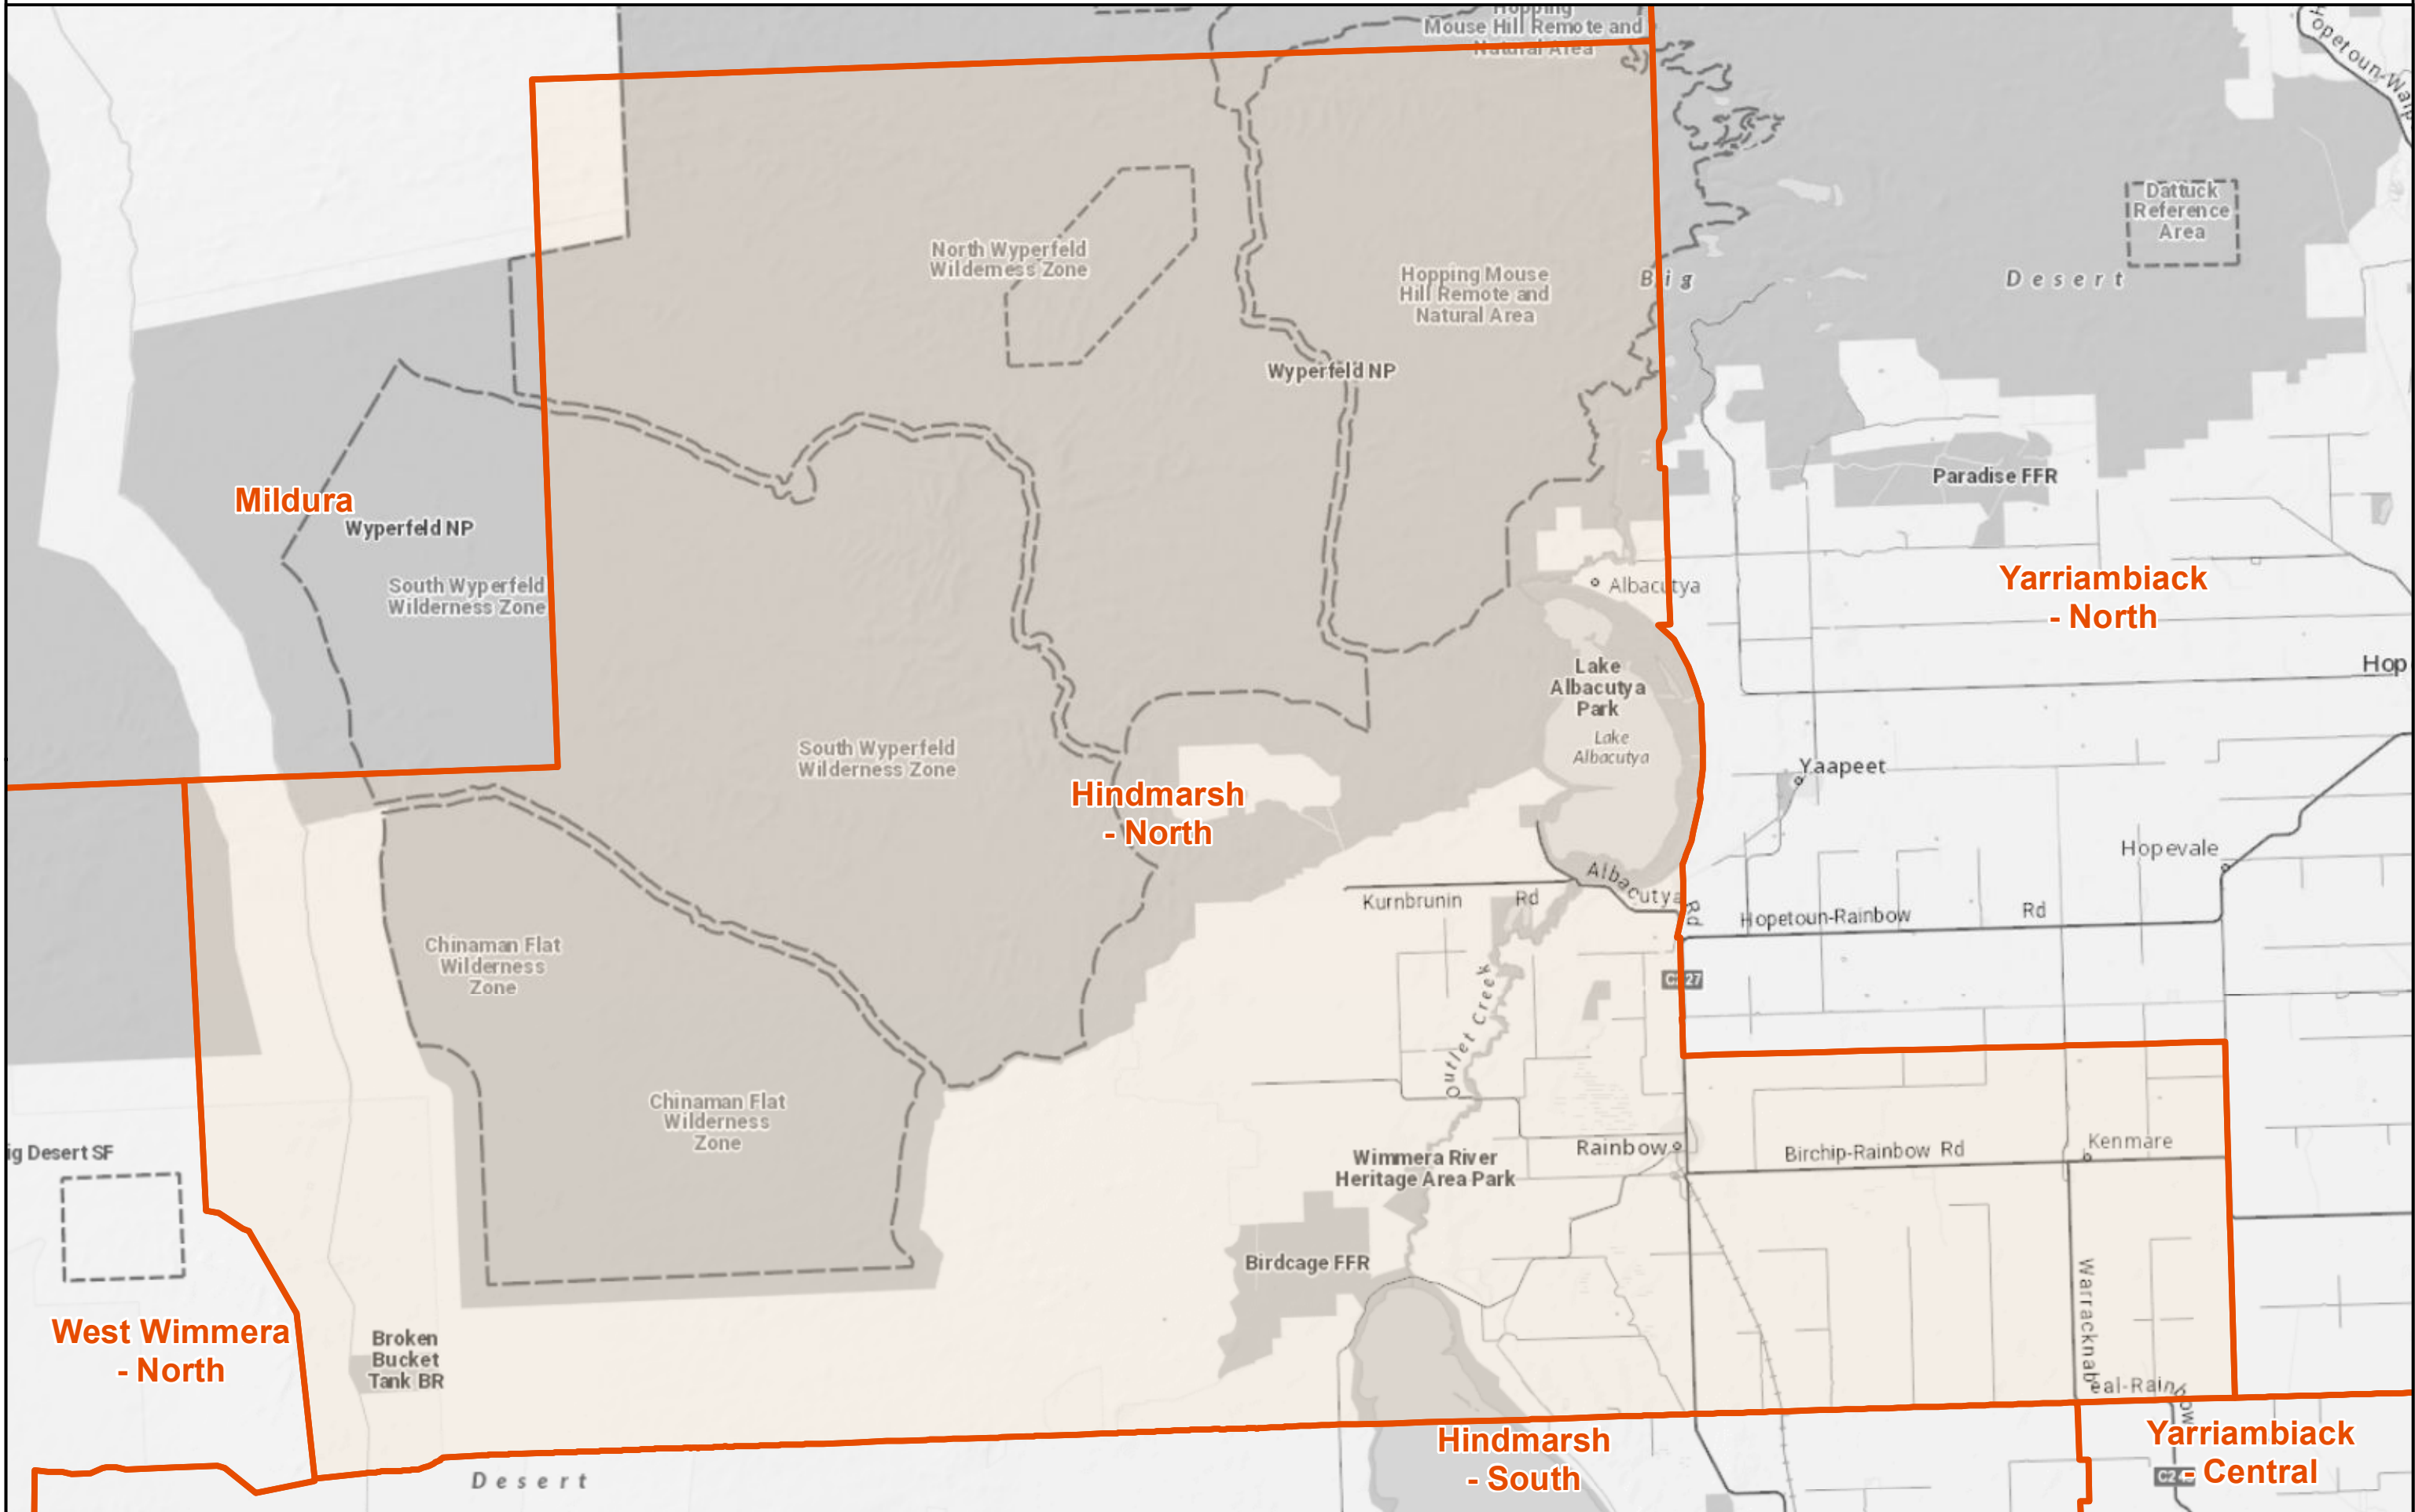 Hopping
Mouse Hill Remote and
Natural Area
Dattuck
Reference
Area
North Wyperfeld
Wilderness Zone
Hopping Mouse
Hill Remote and
Natural Area
Big
Desert
Wyperfeld NP
Paradise FFR
Mildura
Wyperfeld NP
South Wyperfeld
Wilderness Zone
Albacutya
Yarriambiack
- North
Lake
Albacutya
Park
Lake
Albacutya
Hop
South Wyperfeld
Wilderness Zone
Yaapeet
Hindmarsh
- North
Hopevale
Albacutya Rd
Kurnbrunin Rd
Hopetoun-Rainbow Rd
Chinaman Flat
Wilderness
Zone
Outlet Creek
Chinaman Flat
Wilderness
Zone
Rainbow
Kenmare
Birchip-Rainbow Rd
ig Desert SF
Wimmera River
Heritage Area Park
Birdcage FFR
West Wimmera
- North
Broken
Bucket
Tank BR
Hindmarsh
- South
Yarriambiack
- Central
Desert